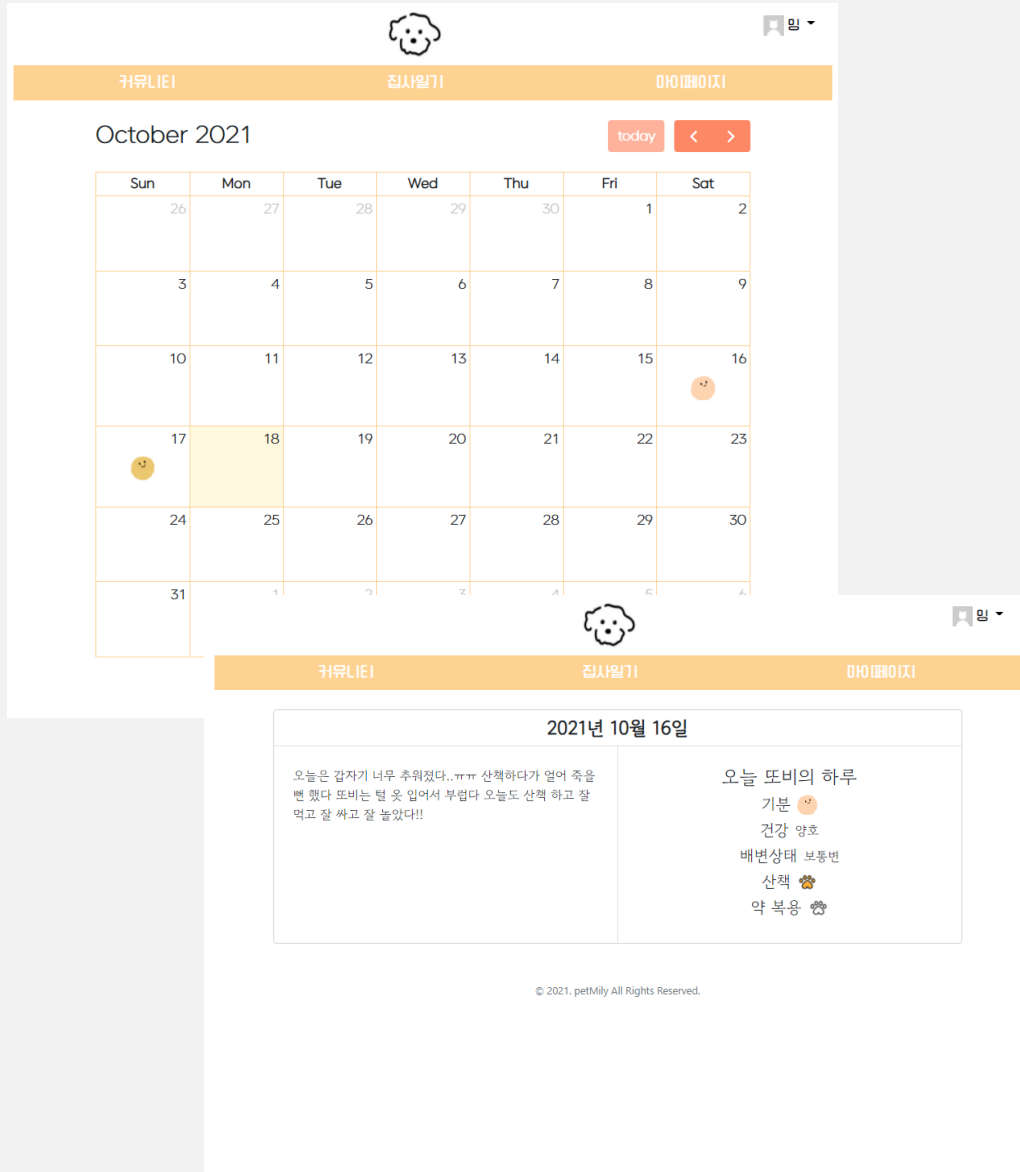 밍
커뮤니티 집사일기 마이페이지
October 2021
today
Sun Mon Tue Wed Thu Fri Sat
26 27 28 29 30 1 2
3 4 5 6 7 8 9
10 11 12 13 14 15 16
17 18 19 20 21 22 23
24 25 26 27 28 29 30
31 1 2 3 4 5 6
밍
커뮤니티 집사일기 마이페이지
2021년 10월 16일
오늘은 갑자기 너무 추워졌다..ㅠㅠ 산책하다가 얼어 죽을
뻔 했다 또비는 털 옷 입어서 부럽다 오늘도 산책 하고 잘
먹고 잘 싸고 잘 놀았다!!
오늘 또비의 하루
기분
건강 양호
배변상태 보통변
산책
약 복용
© 2021. petMily All Rights Reserved.